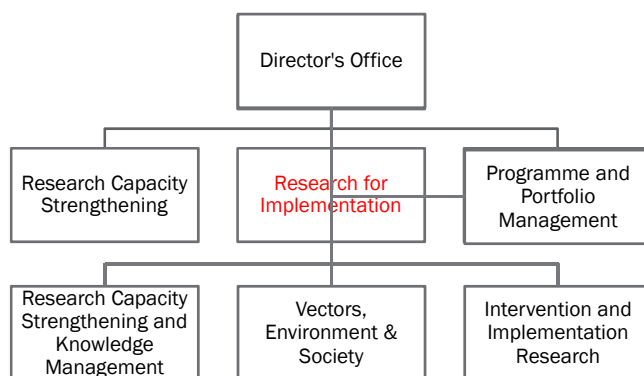 Director's Office
Research Capacity
Strengthening
Research for
Implementation
Programme and
Portfolio
Management
Research Capacity
Strengthening and
Knowledge
Management
Vectors,
Environment &
Society
Intervention and
Implementation
Research